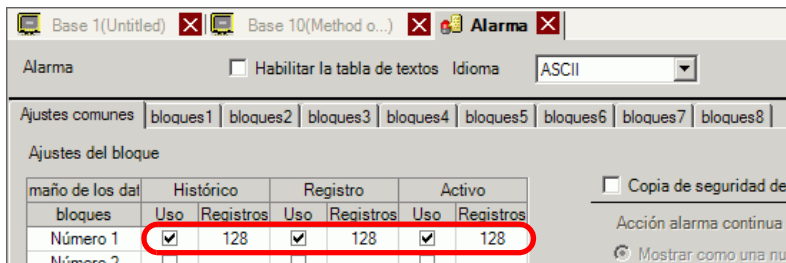 Base 1(Untitled) Base 10(Method o...) Alarma
Alarma Habilitar la tabla de textos Idioma ASCII
Ajustes comunes bloques1 bloques2 bloques3 bloques4 bloques5 bloques6 bloques7 bloques8
Ajustes del bloque
maño de los dat Histórico Registro Activo Copia de seguridad de
bloques Uso Registros Uso Registros Uso Registros
Acción alarma continua
Número 1 128 128 128
Mostrar como una nu
Número 2